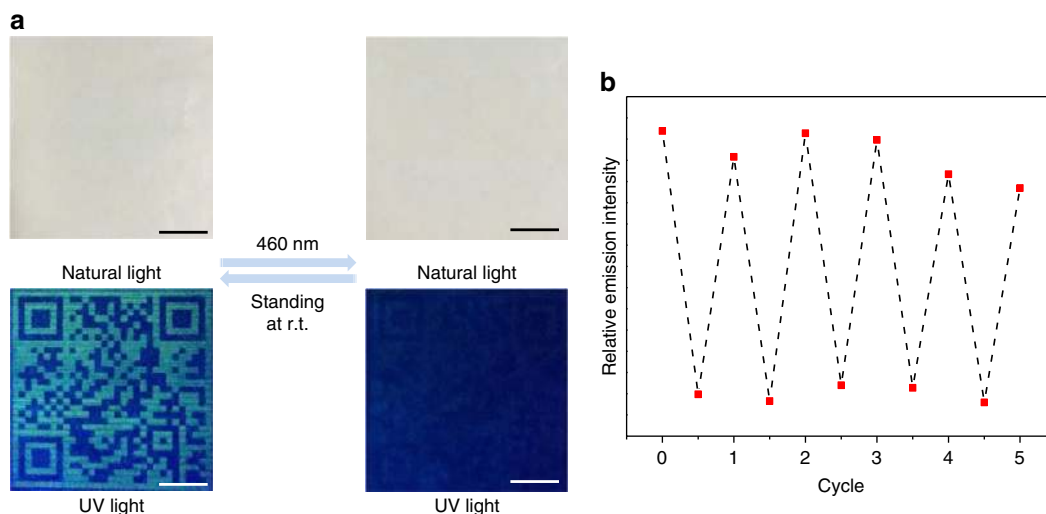 a
Natural light
460 nm
Standing
at r.t.
Natural light
UV light
UV light
b
Relative emission intensity
0 1 2 3 4 5
Cycle